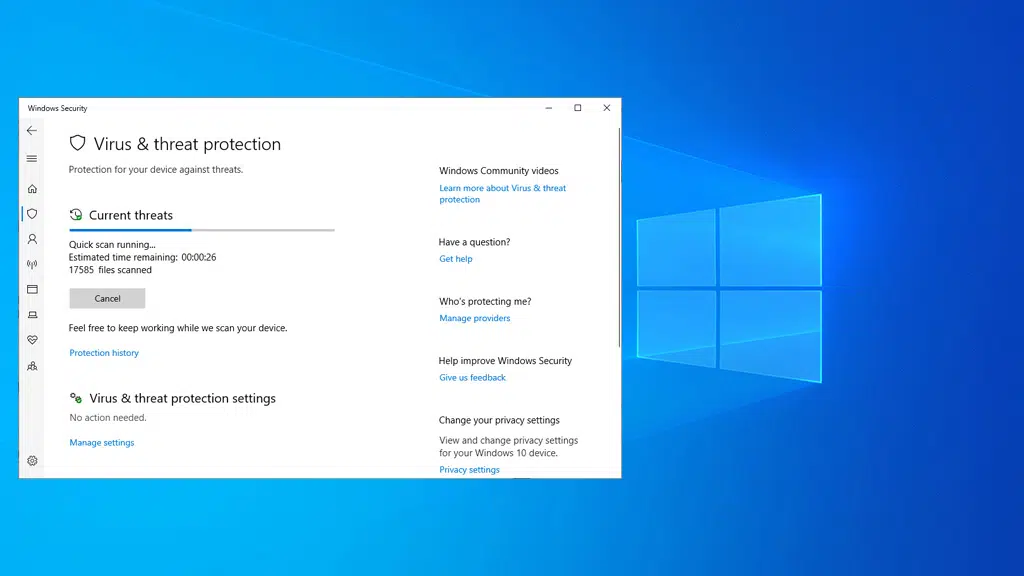 Windows Security
Virus & threat protection
Protection for your device against threats.
Current threats
Quick scan running...
Estimated time remaining: 00:00:26
17585 files scanned
Cancel
Feel free to keep working while we scan your device.
Protection history
Virus & threat protection settings
No action needed.
Manage settings
Windows Community videos
Learn more about Virus & threat
protection
Have a question?
Get help
Who's protecting me?
Manage providers
Help improve Windows Security
Give us feedback
Change your privacy settings
View and change privacy settings
for your Windows 10 device.
Privacy settings